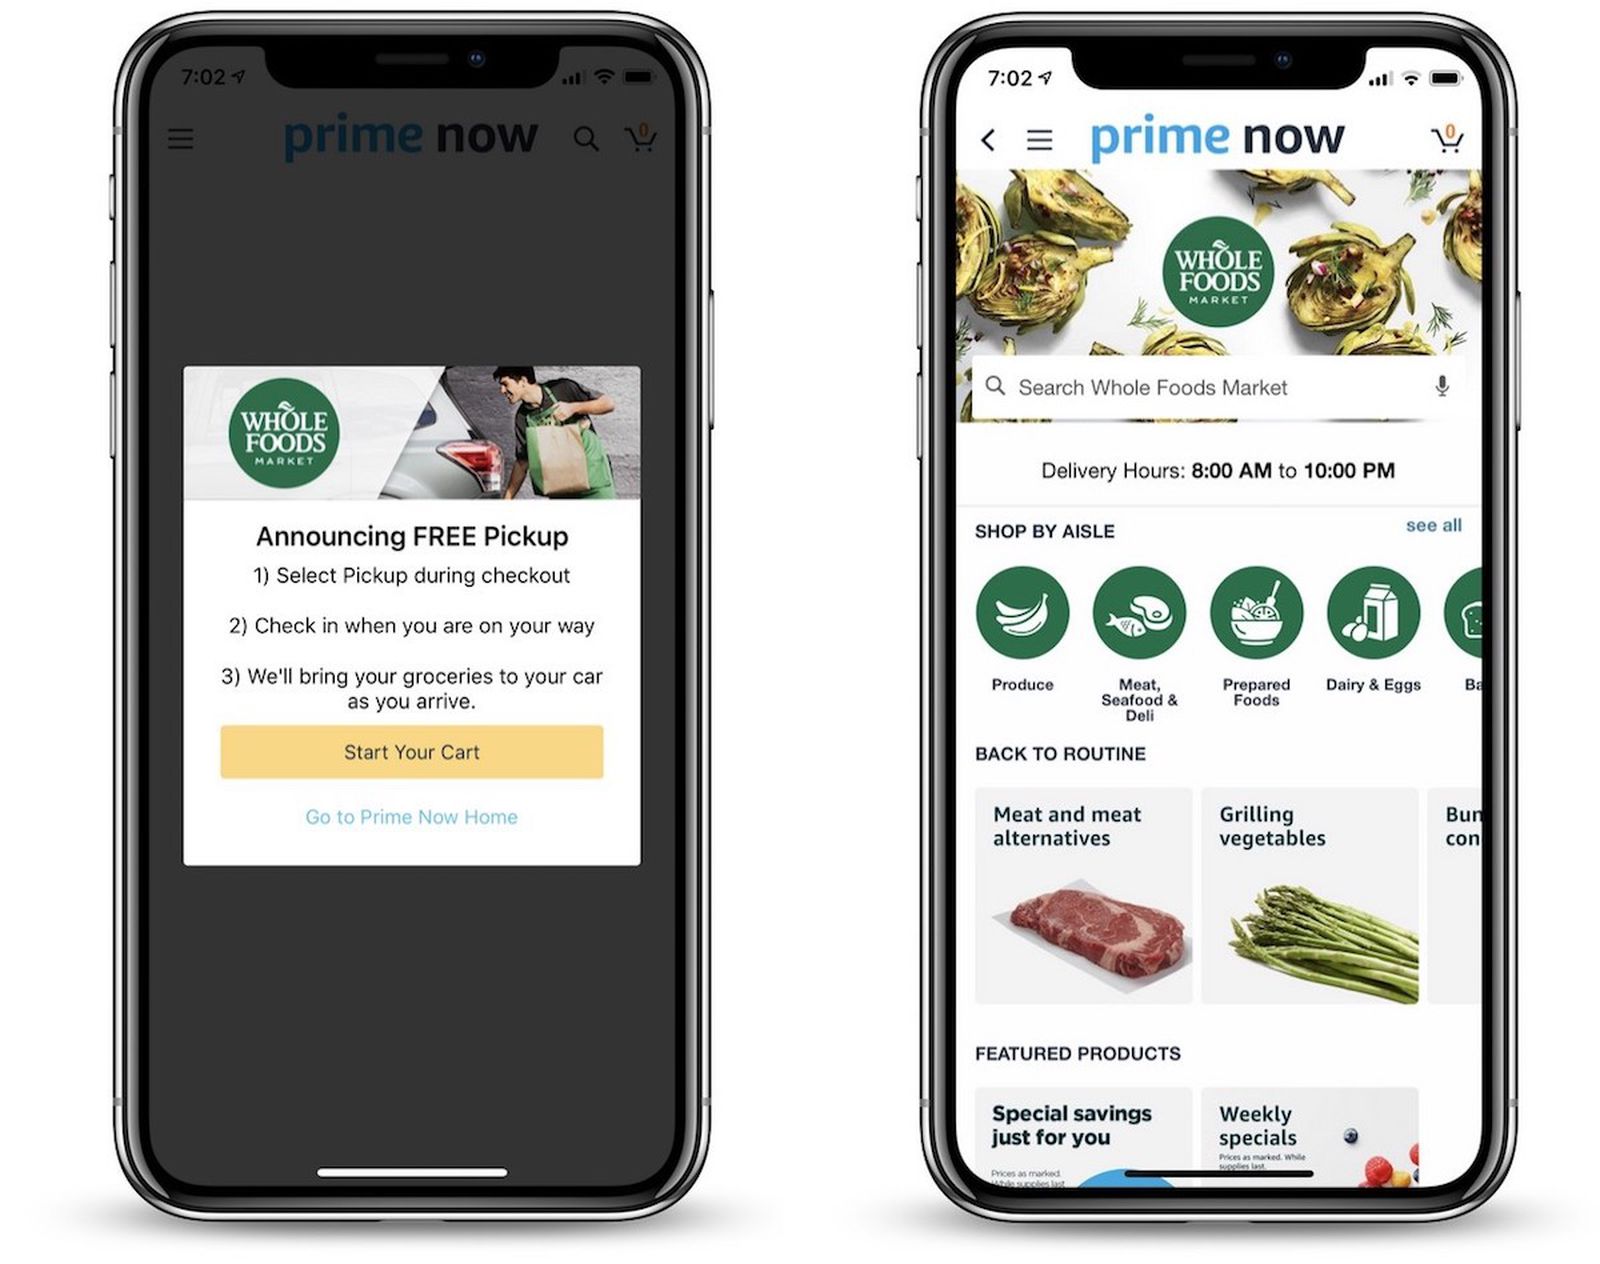 7:02
prime now
0
WHOLE
FOODS
MARKET
Announcing FREE Pickup
1) Select Pickup during checkout
2) Check in when you are on your way
3) We'll bring your groceries to your car
as you arrive.
Start Your Cart
Go to Prime Now Home
7:02
prime now
0
WHOLE
FOODS
MARKET
Search Whole Foods Market
Delivery Hours: 8:00 AM to 10:00 PM
SHOP BY AISLE
see all
Produce
Meat,
Seafood &
Deli
Prepared
Foods
Dairy & Eggs
Ba
BACK TO ROUTINE
Meat and meat
alternatives
Grilling
vegetables
Bun
con
FEATURED PRODUCTS
Special savings
just for you
Prices as marked.
While supplies last
Weekly
specials
Prices as marked. While
supplies last.